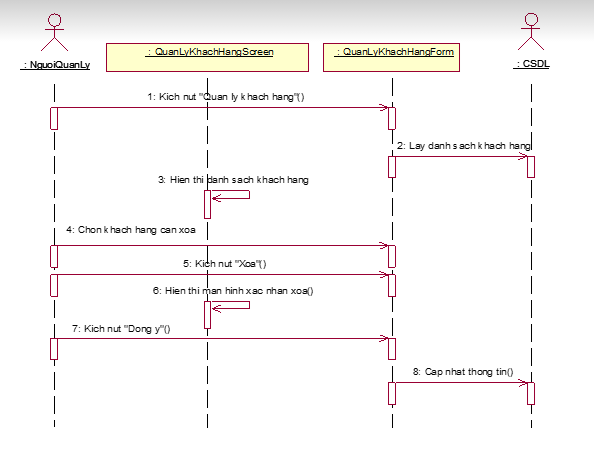 : NguoiQuanLy
: QuanLyKhachHangScreen
: QuanLyKhachHangForm
: CSDL
1: Kich nut "Quan ly khach hang"()
2: Lay danh sach khach hang
3: Hien thi danh sach khach hang
4: Chon khach hang can xoa
5: Kich nut "Xoa"()
6: Hien thi man hinh xac nhan xoa()
7: Kich nut "Dong y"()
8: Cap nhat thong tin()